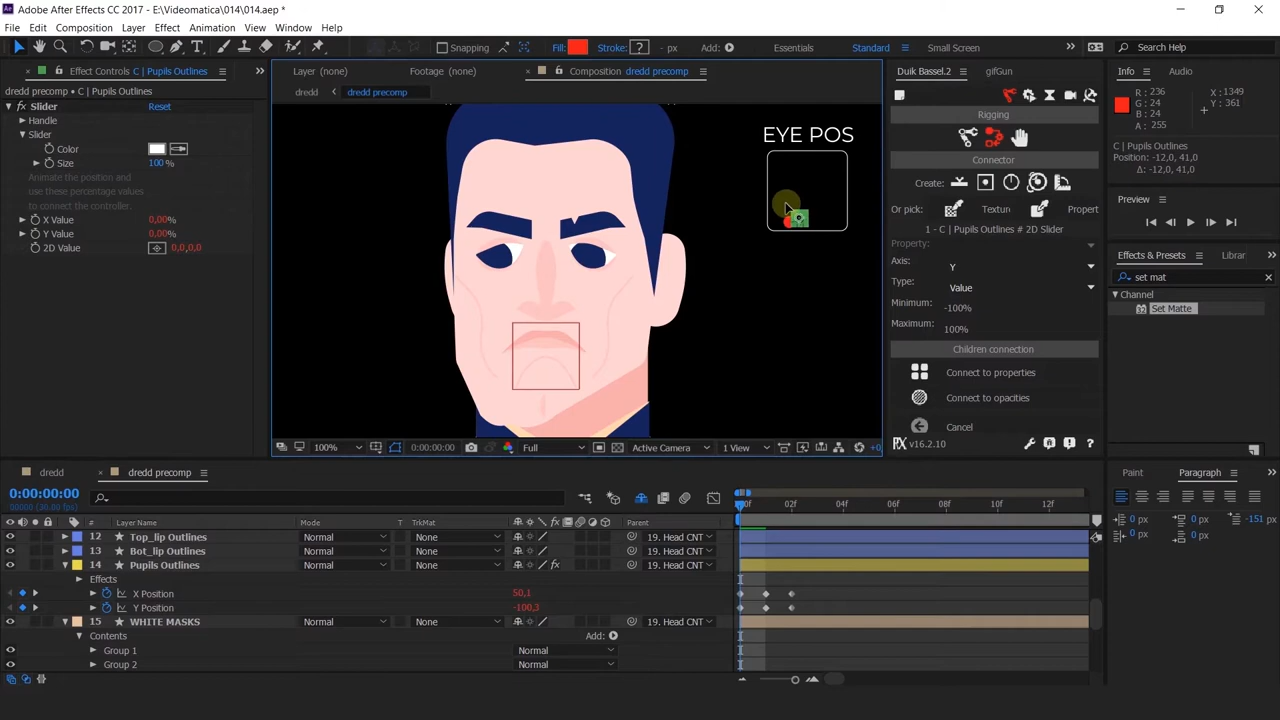 Adobe After Effects CC 2017 - E:\Videomatica\014\014.aep *
File Edit Composition Layer Effect Animation View Window Help
Snapping Fill: Stroke: ? - px Add: Essentials Standard Small Screen Search Help
Effect Controls C | Pupils Outlines
dredd precomp • C | Pupils Outlines
Slider Reset
Handle
Slider
Color
Size 100 %
Animate the position and
use these percentage values
to connect the controller.
X Value 0,00%
Y Value 0,00%
2D Value 0,0,0,0
Layer (none) Footage (none) Composition dredd precomp
dredd dredd precomp
EYE POS
100% 0:00:00:00 Full Active Camera 1 View +0
Duik Bassel.2 gifGun
Rigging
Connector
Create:
Or pick: Textur Propert
1 - C | Pupils Outlines # 2D Slider
Property:
Axis: Y
Type: Value
Minimum: -100%
Maximum: 100%
Children connection
Connect to properties
Connect to opacities
Cancel
v16.2.10
Info Audio
R: 236
G: 24
B: 24
A: 255
X: 1349
Y: 361
C | Pupils Outlines
Position: -12,0, 41,0
Δ: -12,0, 41,0
Preview
Effects & Presets Librar
set mat
Channel
32 Set Matte
dredd dredd precomp
0:00:00:00
00000 (30.00 fps)
# Layer Name Mode T TrkMat Parent
00f 02f 04f 06f 08f 10f 12f
12 Top_lip Outlines Normal None 19. Head CNT
13 Bot_lip Outlines Normal None 19. Head CNT
14 Pupils Outlines Normal None 19. Head CNT
Effects
X Position 50,1
Y Position -100,3
15 WHITE MASKS Normal None 19. Head CNT
Contents Add:
Group 1 Normal
Group 2 Normal
Paint Paragraph
0 px 0 px -151 px
0 px 0 px